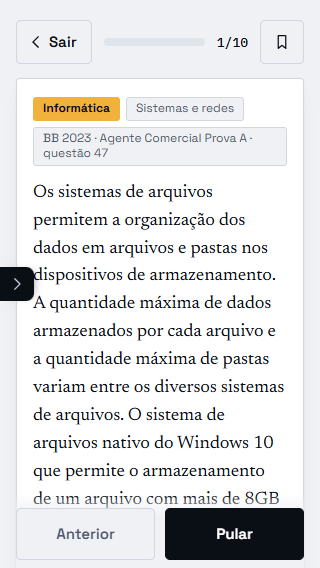 Sair
1/10
Informática
Sistemas e redes
BB 2023 · Agente Comercial Prova A ·
questão 47
Os sistemas de arquivos
permitem a organização dos
dados em arquivos e pastas nos
dispositivos de armazenamento.
A quantidade máxima de dados
armazenados por cada arquivo e
a quantidade máxima de pastas
variam entre os diversos sistemas
de arquivos. O sistema de
arquivos nativo do Windows 10
que permite o armazenamento
de um arquivo com mais de 8GB
Anterior
Pular